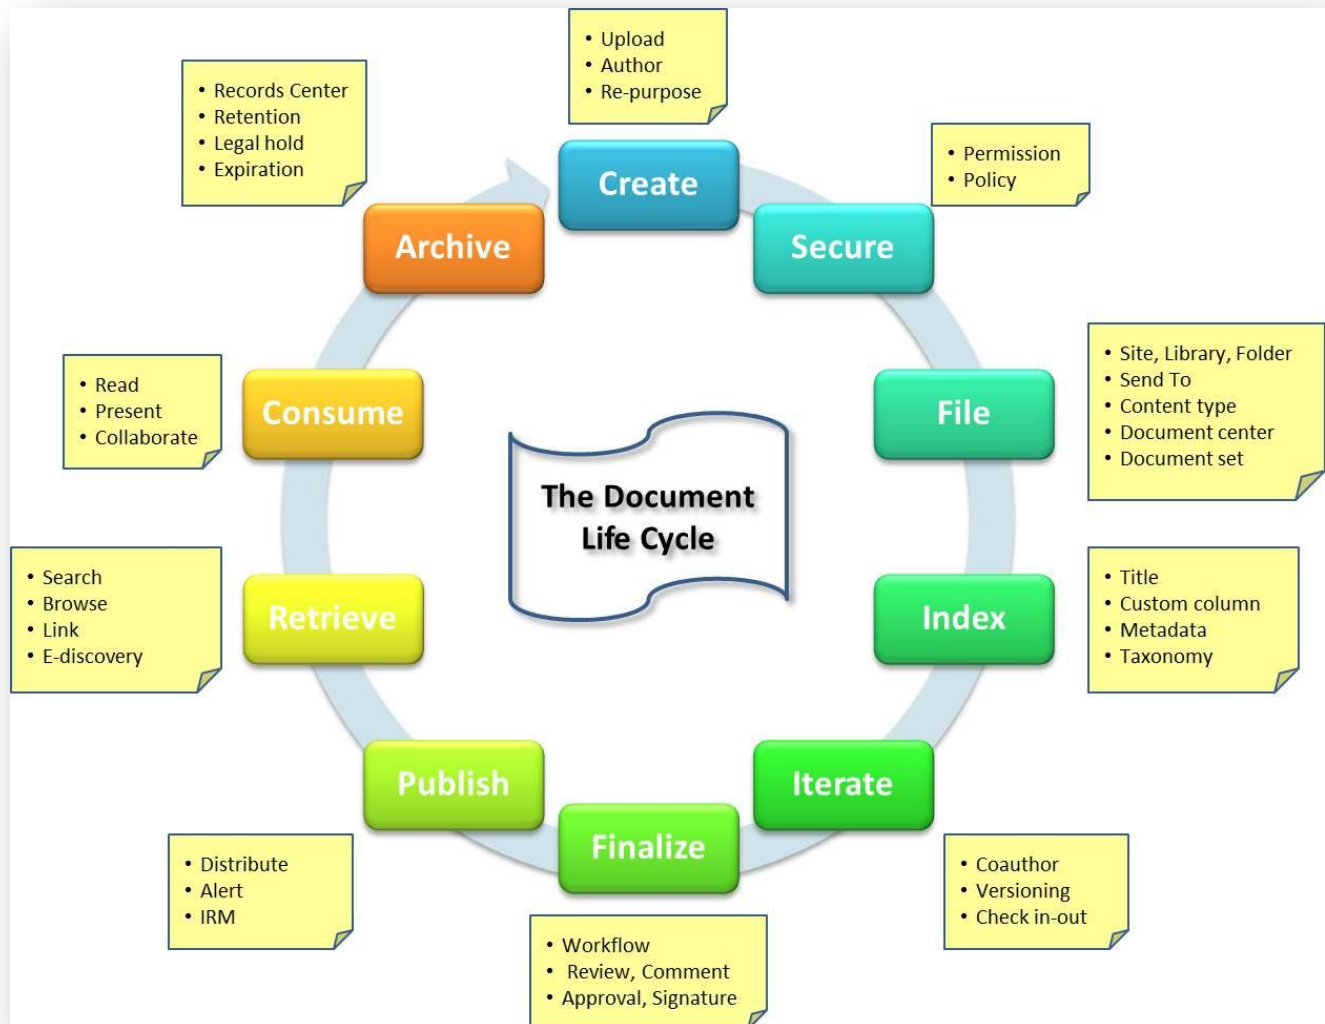 The Document
Life Cycle
Create
• Upload
• Author
• Re-purpose
Secure
• Permission
• Policy
File
• Site, Library, Folder
• Send To
• Content type
• Document center
• Document set
Index
• Title
• Custom column
• Metadata
• Taxonomy
Iterate
• Coauthor
• Versioning
• Check in-out
Finalize
• Workflow
• Review, Comment
• Approval, Signature
Publish
• Distribute
• Alert
• IRM
Retrieve
• Search
• Browse
• Link
• E-discovery
Consume
• Read
• Present
• Collaborate
Archive
• Records Center
• Retention
• Legal hold
• Expiration